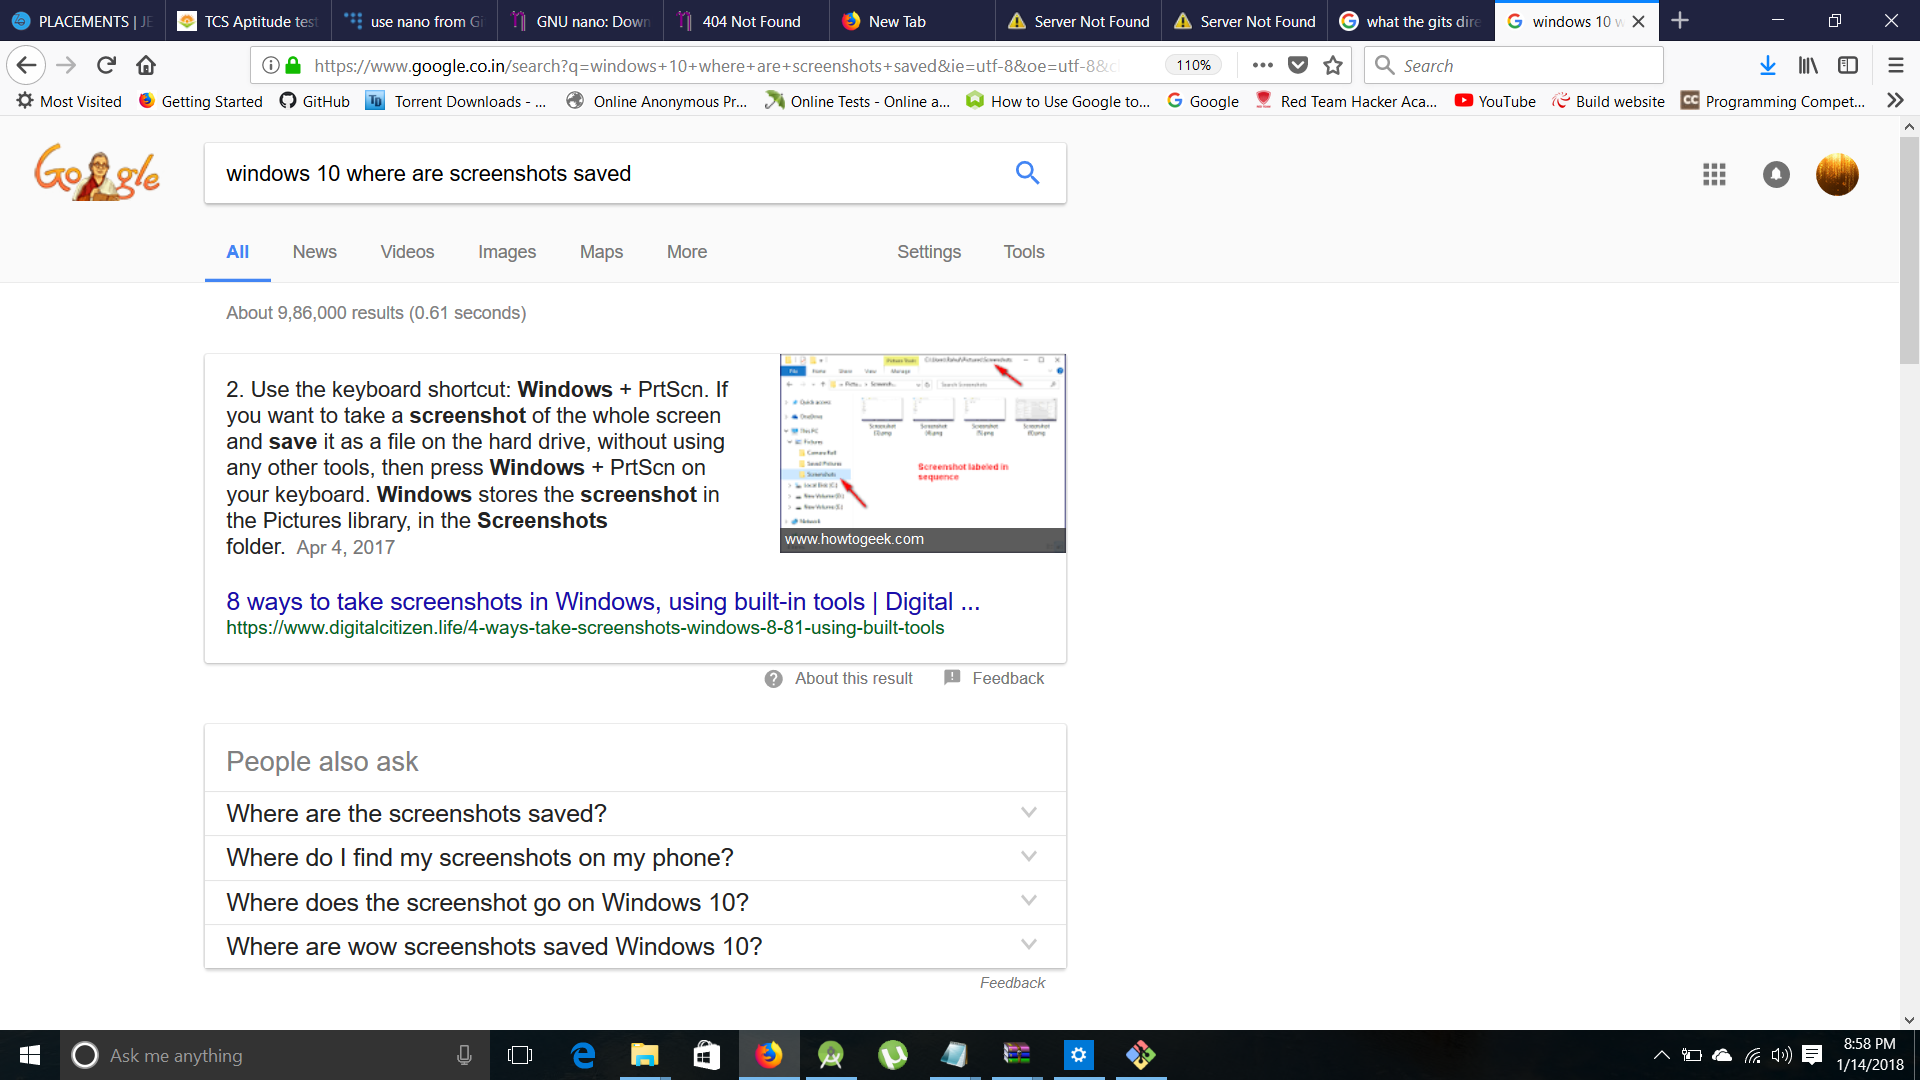 PLACEMENTS | JE
TCS Aptitude test
use nano from Gi
GNU nano: Down
404 Not Found
New Tab
Server Not Found
Server Not Found
what the gits dire
windows 10 w
https://www.google.co.in/search?q=windows+10+where+are+screenshots+saved&ie=utf-8&oe=utf-8&c
110%
Search
Most Visited
Getting Started
GitHub
Torrent Downloads - ...
Online Anonymous Pr...
Online Tests - Online a...
How to Use Google to...
Google
Red Team Hacker Aca...
YouTube
Build website
Programming Compet...
Google
windows 10 where are screenshots saved
All News Videos Images Maps More Settings Tools
About 9,86,000 results (0.61 seconds)
2. Use the keyboard shortcut: Windows + PrtScn. If
you want to take a screenshot of the whole screen
and save it as a file on the hard drive, without using
any other tools, then press Windows + PrtScn on
your keyboard. Windows stores the screenshot in
the Pictures library, in the Screenshots
folder. Apr 4, 2017
Screenshot labeled in
sequence
www.howtogeek.com
8 ways to take screenshots in Windows, using built-in tools | Digital ...
https://www.digitalcitizen.life/4-ways-take-screenshots-windows-8-81-using-built-tools
About this result
Feedback
People also ask
Where are the screenshots saved?
Where do I find my screenshots on my phone?
Where does the screenshot go on Windows 10?
Where are wow screenshots saved Windows 10?
Feedback
Ask me anything
8:58 PM
1/14/2018